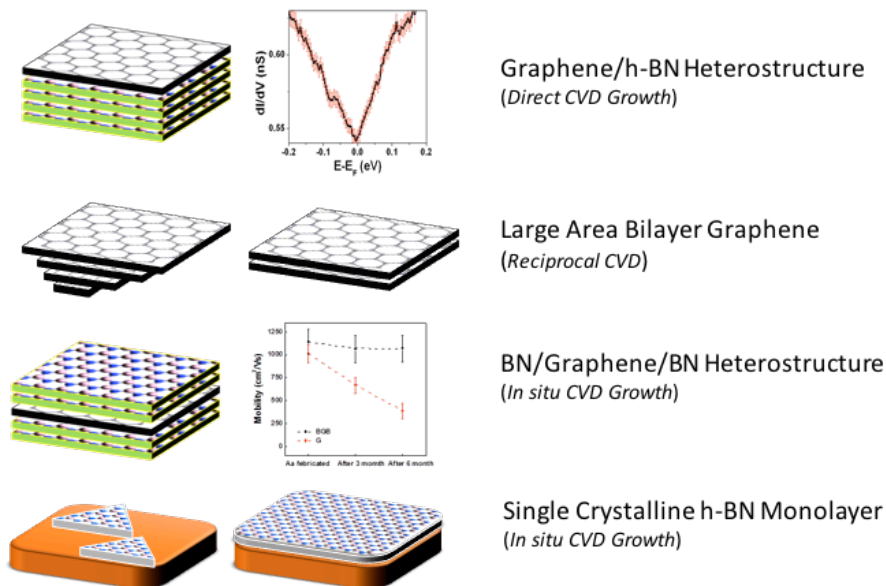 0.60
0.55
dI/dV (nS)
-0.2 -0.1 0.0 0.1 0.2
E-E_F (eV)
Graphene/h-BN Heterostructure
(Direct CVD Growth)
Large Area Bilayer Graphene
(Reciprocal CVD)
1250
1000
750
500
250
0
Mobility (cm²/Vs)
BGB
G
As febricated After 3 momth After 6 month
BN/Graphene/BN Heterostructure
(In situ CVD Growth)
Single Crystalline h-BN Monolayer
(In situ CVD Growth)